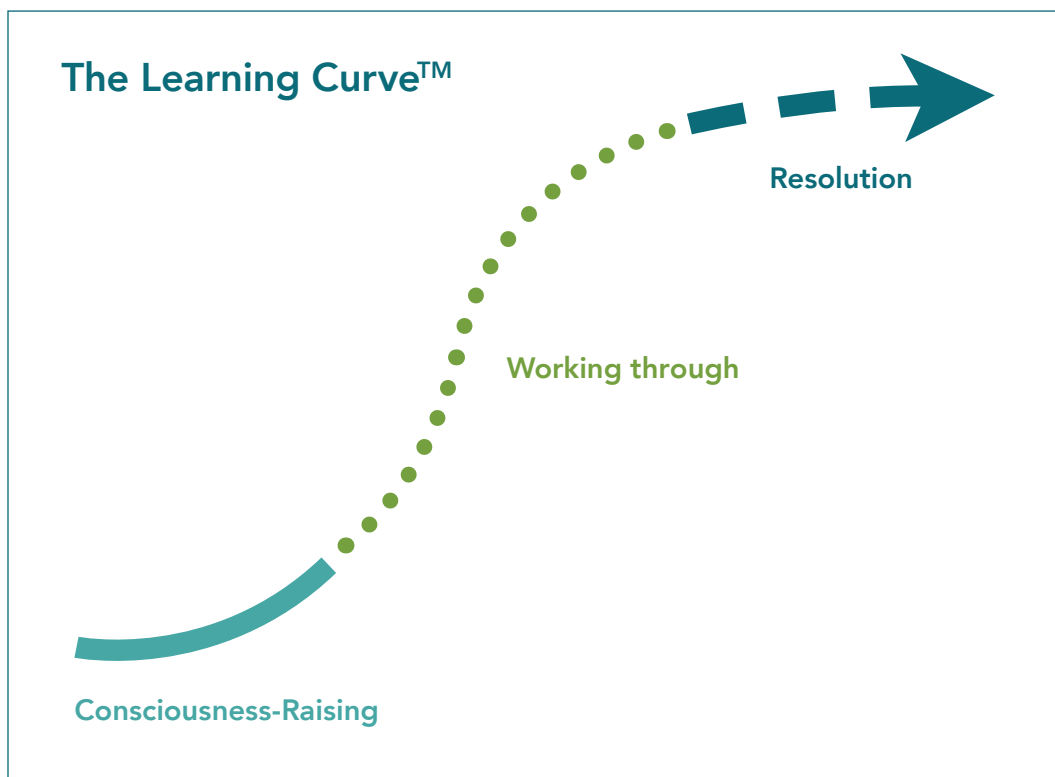 The Learning Curve™
Resolution
Working through
Consciousness-Raising